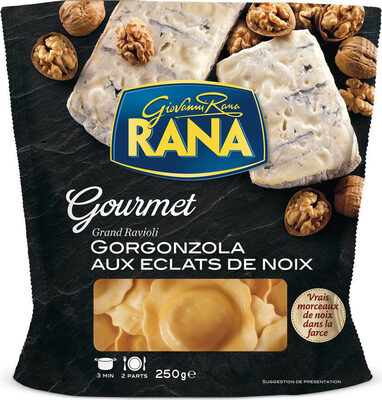 Giovanni Rana
RANA
Gourmet
Grand Ravioli
GORGONZOLA
AUX ECLATS DE NOIX
Vrais
morceaux
de noix
dans la
farce
3 MIN
2 PARTS
250g℮
SUGGESTION DE PRÉSENTATION